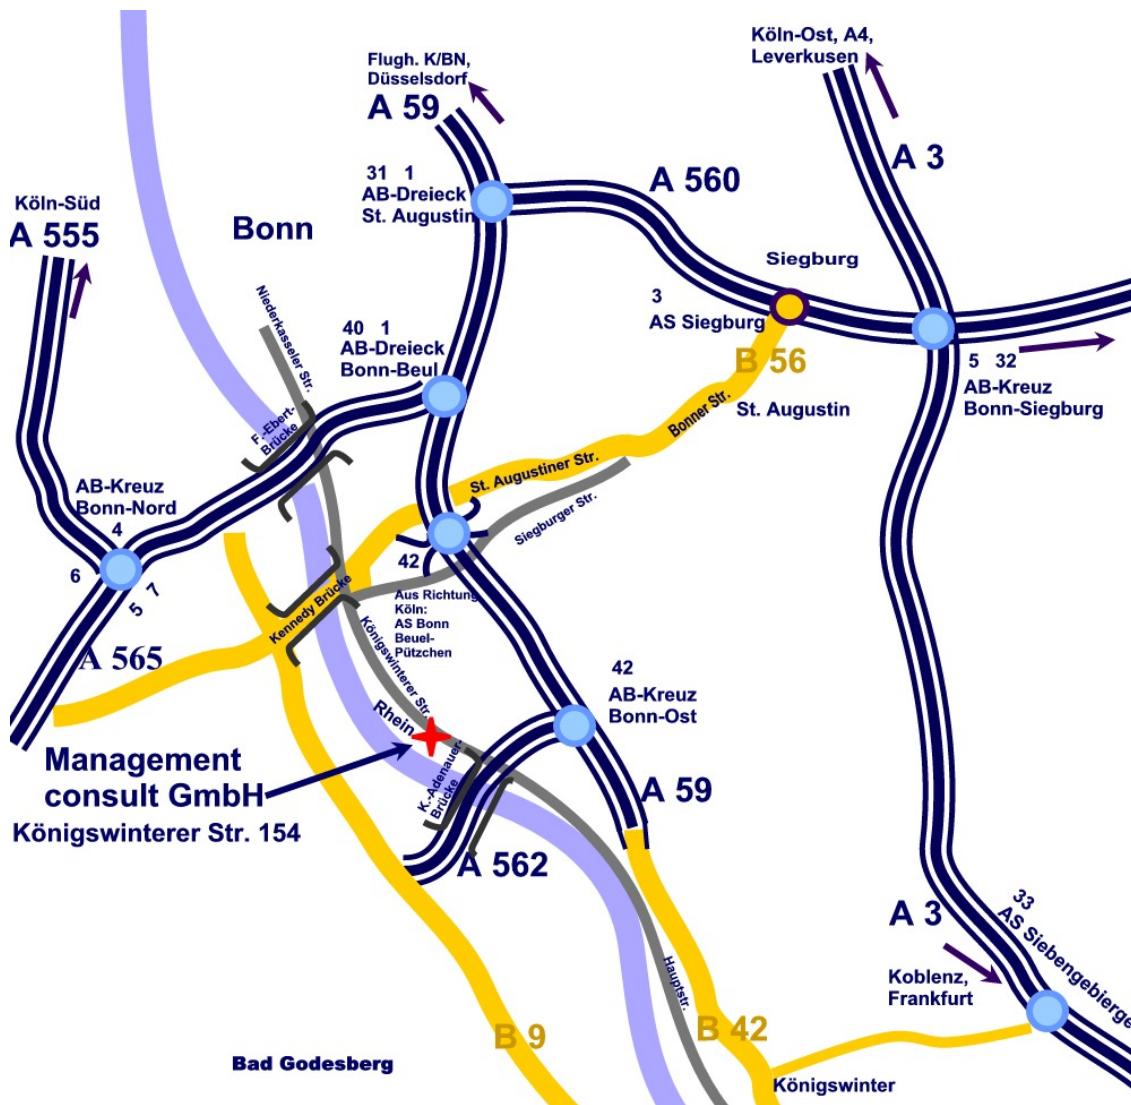 Köln-Ost, A4,
Leverkusen
Flugh. K/BN,
Düsselsdorf
A 59
A 3
31 1
AB-Dreieck
St. Augustin
A 560
Köln-Süd
A 555
Bonn
Siegburg
3
AS Siegburg
Niederkasseler Str.
40 1
AB-Dreieck
Bonn-Beul
B 56
5 32
AB-Kreuz
Bonn-Siegburg
St. Augustin
Bonner Str.
F.-Ebert-
Brücke
St. Augustiner Str.
Siegburger Str.
AB-Kreuz
Bonn-Nord
4
6
5 7
42
Kennedy Brücke
Aus Richtung
Köln:
AS Bonn
Beuel-
Pützchen
A 565
Königswinterer Str.
42
AB-Kreuz
Bonn-Ost
Rhein
Management
consult GmbH
Königswinterer Str. 154
K.-Adenauer-
Brücke
A 59
A 562
A 3
33
AS Siebengebierge
Koblenz,
Frankfurt
Hauptstr.
B 9
B 42
Bad Godesberg
Königswinter